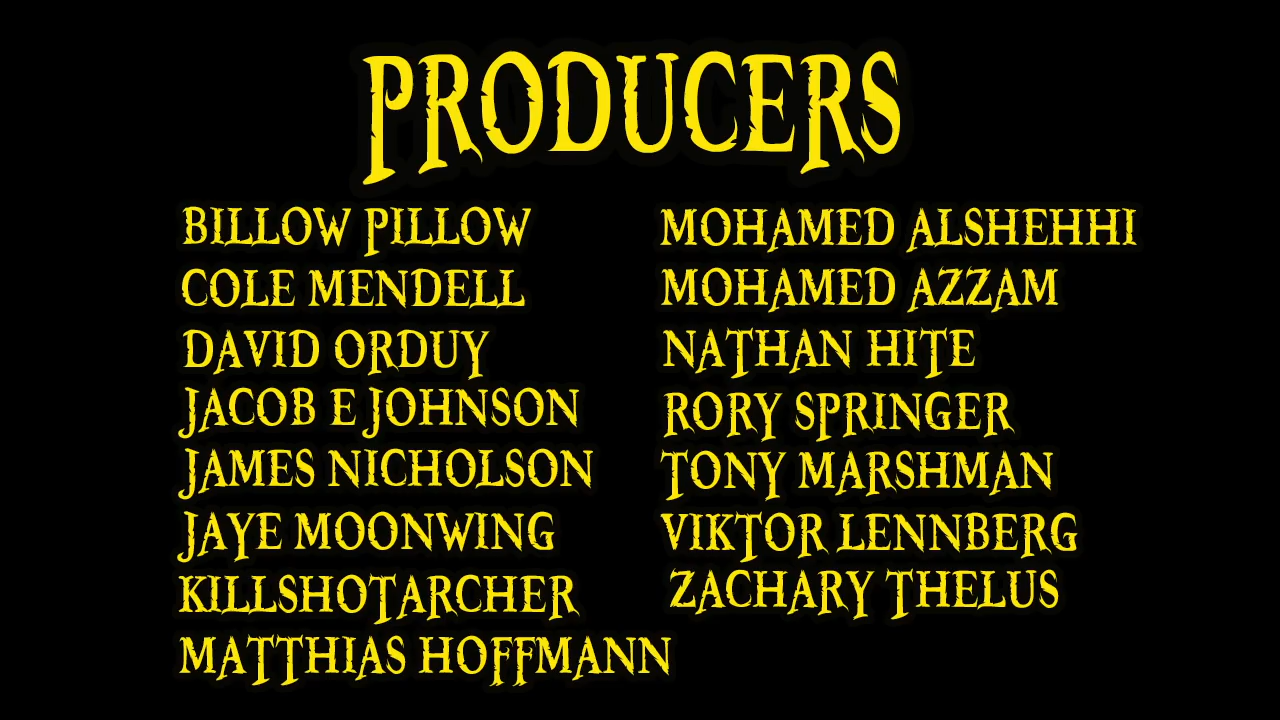 PRODUCERS
BILLOW PILLOW
COLE MENDELL
DAVID ORDUY
JACOB E JOHNSON
JAMES NICHOLSON
JAYE MOONWING
KILLSHOTARCHER
MATTHIAS HOFFMANN
MOHAMED ALSHEHHI
MOHAMED AZZAM
NATHAN HITE
RORY SPRINGER
TONY MARSHMAN
VIKTOR LENNBERG
ZACHARY THELUS